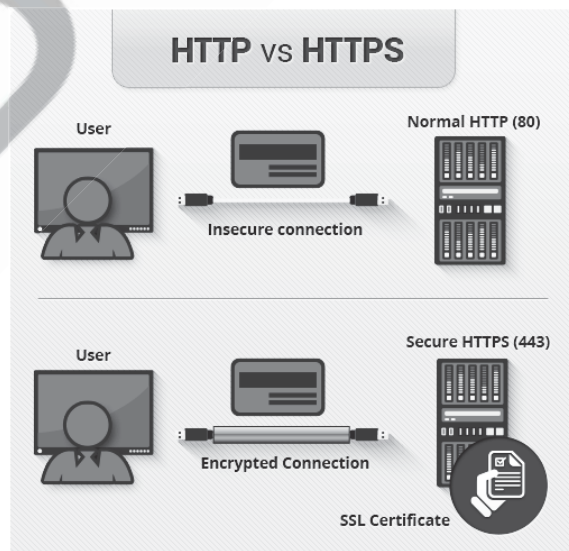 HTTP vs HTTPS
User
Normal HTTP (80)
Insecure connection
User
Secure HTTPS (443)
Encrypted Connection
SSL Certificate